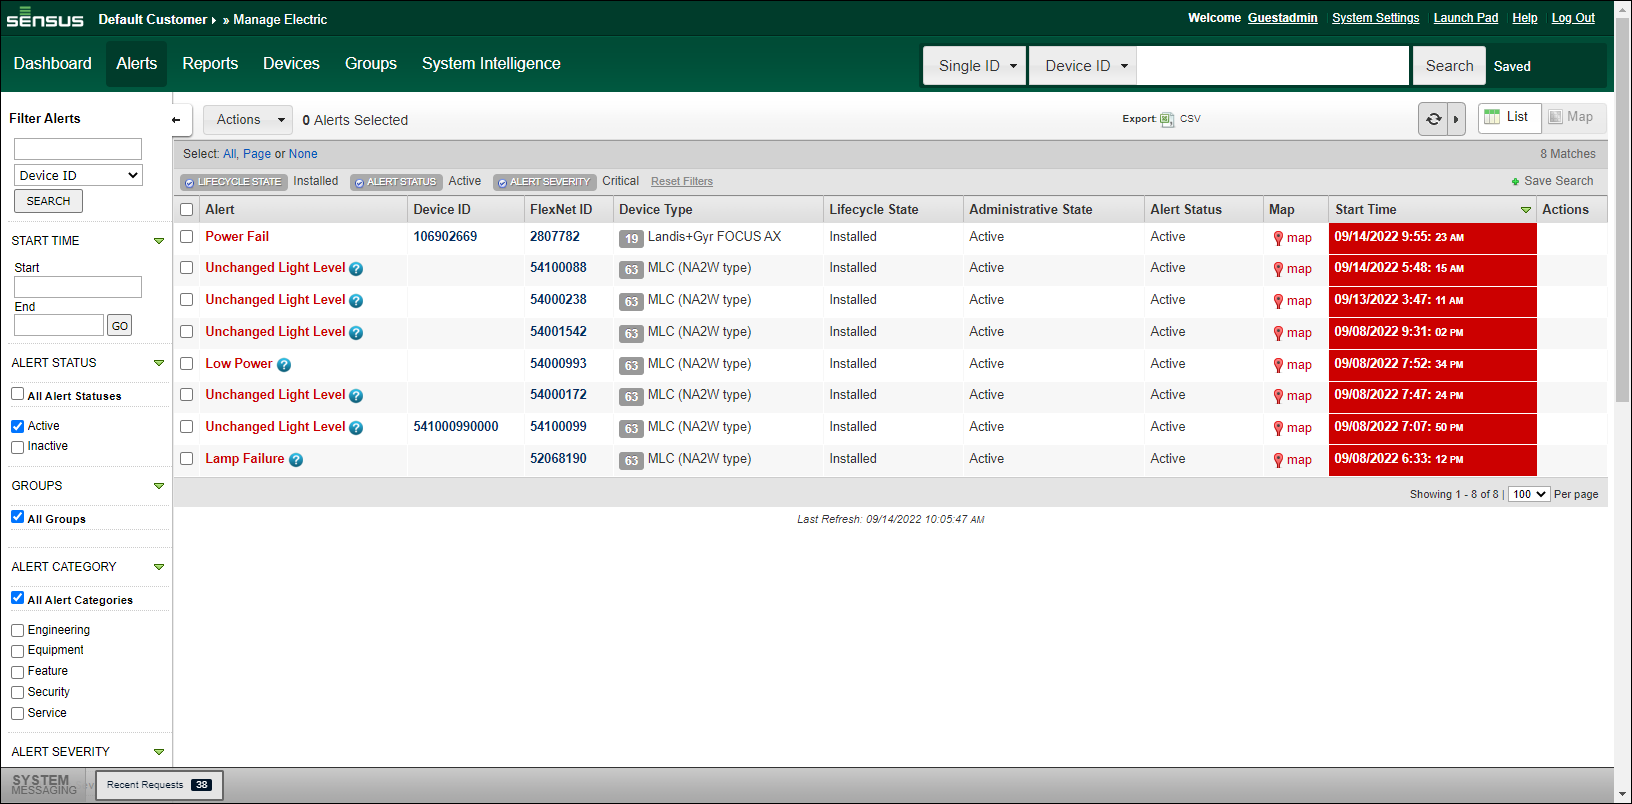 SENSUS Default Customer » Manage Electric
Welcome Guestadmin System Settings Launch Pad Help Log Out
Dashboard Alerts Reports Devices Groups System Intelligence
Single ID Device ID Search Saved
Filter Alerts
Device ID
SEARCH
START TIME
Start
End
GO
ALERT STATUS
All Alert Statuses
Active
Inactive
GROUPS
All Groups
ALERT CATEGORY
All Alert Categories
Engineering
Equipment
Feature
Security
Service
ALERT SEVERITY
Actions 0 Alerts Selected Export: CSV List Map
Select: All, Page or None 8 Matches
LIFECYCLE STATE Installed ALERT STATUS Active ALERT SEVERITY Critical Reset Filters Save Search
Alert Device ID FlexNet ID Device Type Lifecycle State Administrative State Alert Status Map Start Time Actions
Power Fail 106902669 2807782 19 Landis+Gyr FOCUS AX Installed Active Active map 09/14/2022 9:55: 23 AM
Unchanged Light Level ? 54100088 63 MLC (NA2W type) Installed Active Active map 09/14/2022 5:48: 15 AM
Unchanged Light Level ? 54000238 63 MLC (NA2W type) Installed Active Active map 09/13/2022 3:47: 11 AM
Unchanged Light Level ? 54001542 63 MLC (NA2W type) Installed Active Active map 09/08/2022 9:31: 02 PM
Low Power ? 54000993 63 MLC (NA2W type) Installed Active Active map 09/08/2022 7:52: 34 PM
Unchanged Light Level ? 54000172 63 MLC (NA2W type) Installed Active Active map 09/08/2022 7:47: 24 PM
Unchanged Light Level ? 541000990000 54100099 63 MLC (NA2W type) Installed Active Active map 09/08/2022 7:07: 50 PM
Lamp Failure ? 52068190 63 MLC (NA2W type) Installed Active Active map 09/08/2022 6:33: 12 PM
Showing 1 - 8 of 8 | 100 Per page
Last Refresh: 09/14/2022 10:05:47 AM
SYSTEM
MESSAGING
Recent Requests 38